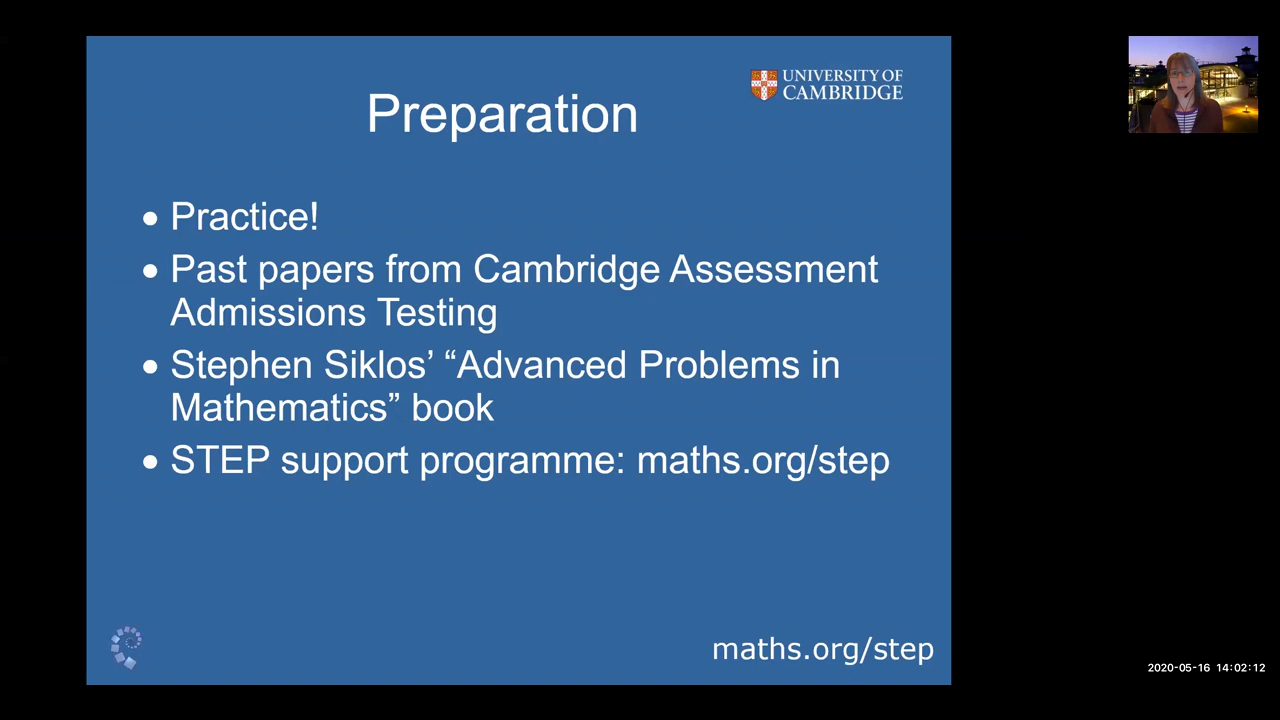 UNIVERSITY OF
CAMBRIDGE
Preparation
• Practice!
• Past papers from Cambridge Assessment
Admissions Testing
• Stephen Siklos’ “Advanced Problems in
Mathematics” book
• STEP support programme: maths.org/step
maths.org/step
2020-05-16 14:02:12